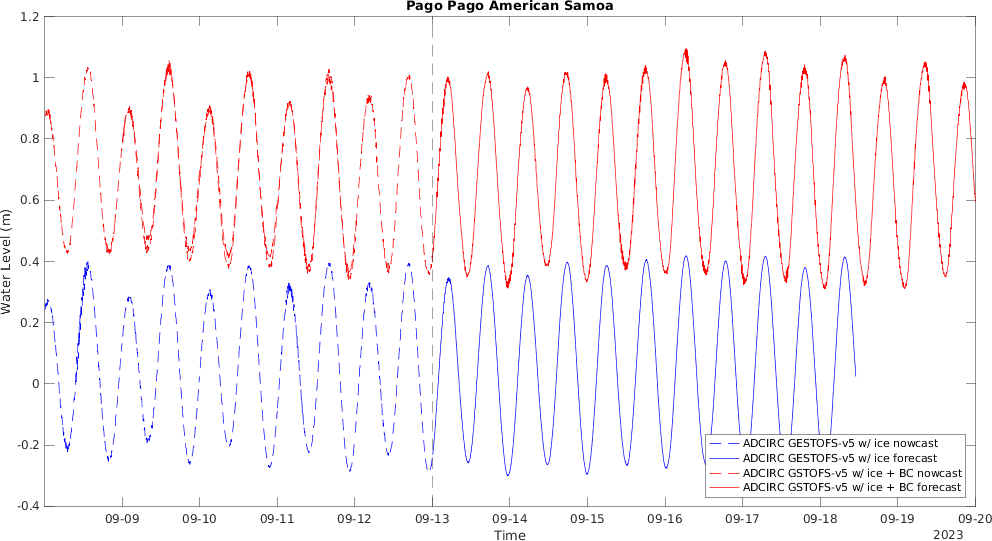 Pago Pago American Samoa
1.2
1
0.8
0.6
0.4
0.2
0
-0.2
-0.4
Water Level (m)
ADCIRC GESTOFS-v5 w/ ice nowcast
ADCIRC GESTOFS-v5 w/ ice forecast
ADCIRC GSTOFS-v5 w/ ice + BC nowcast
ADCIRC GSTOFS-v5 w/ ice + BC forecast
09-09 09-10 09-11 09-12 09-13 09-14 09-15 09-16 09-17 09-18 09-19 09-20
Time
2023